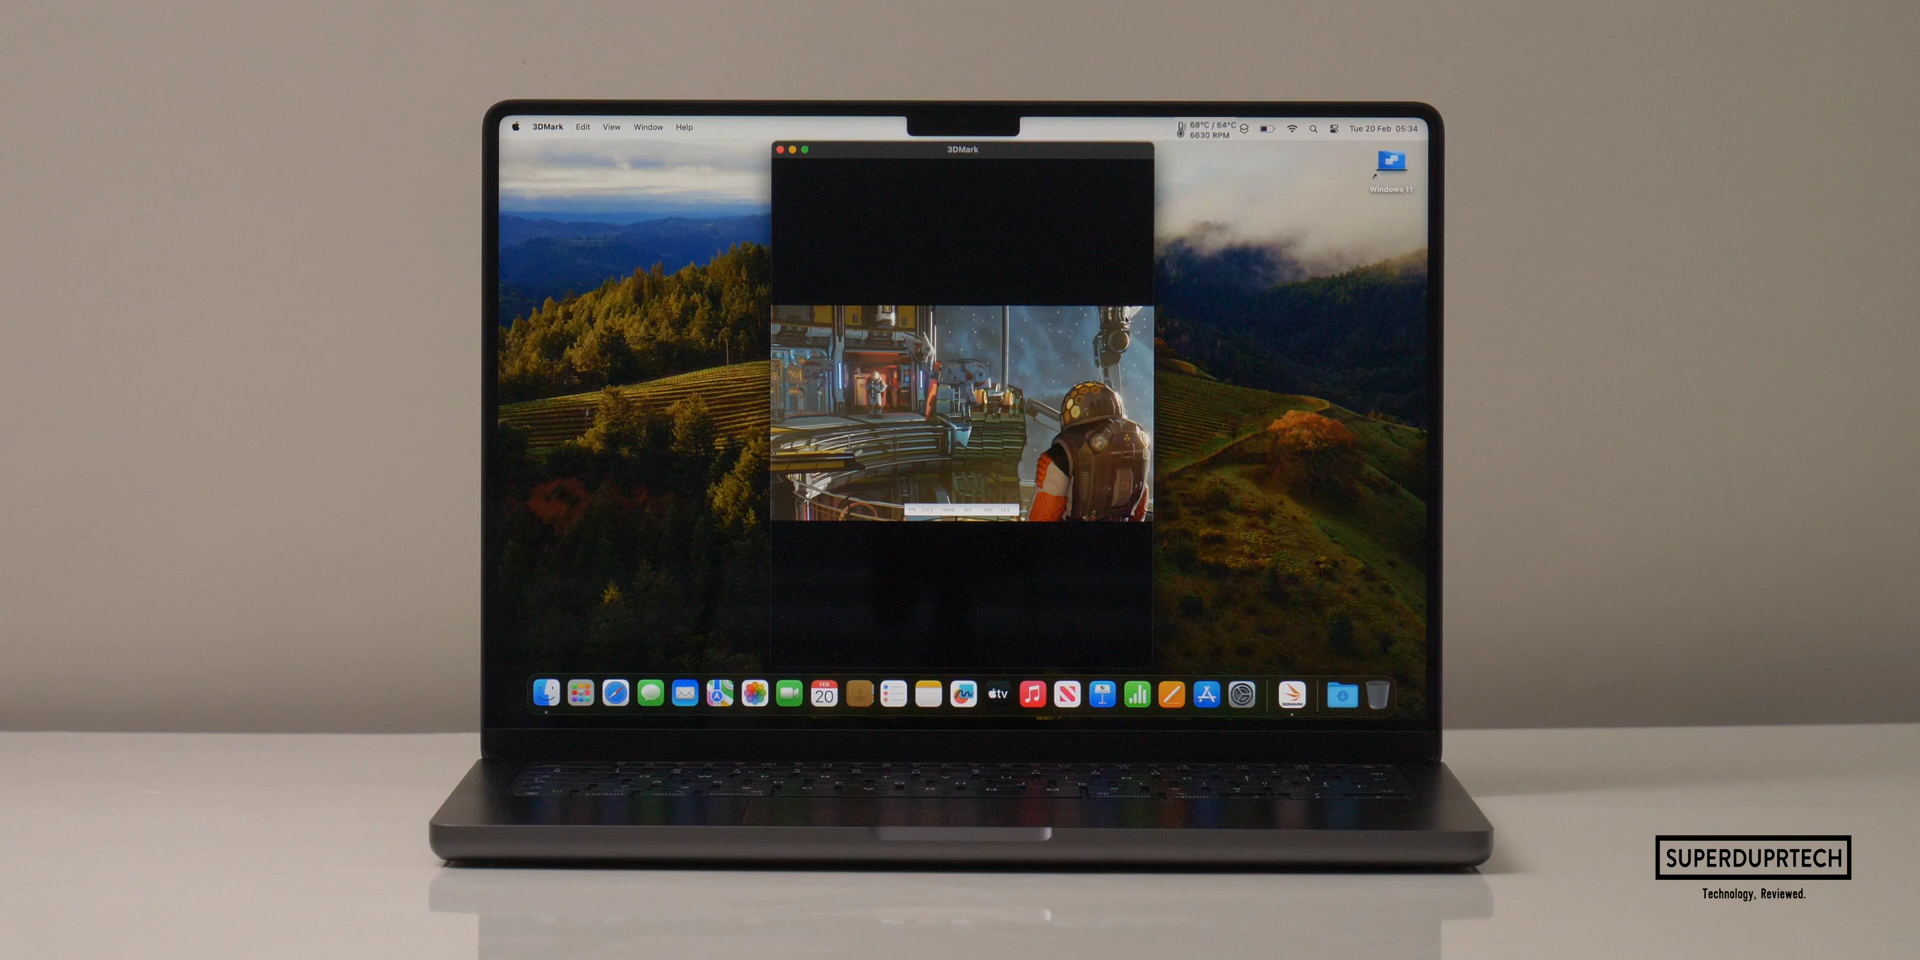 3DMark Edit View Window Help
68°C / 64°C
6630 RPM
Tue 20 Feb 05:34
3DMark
Windows 11
FEB
20
tv
SUPERDUPRTECH
Technology, Reviewed.